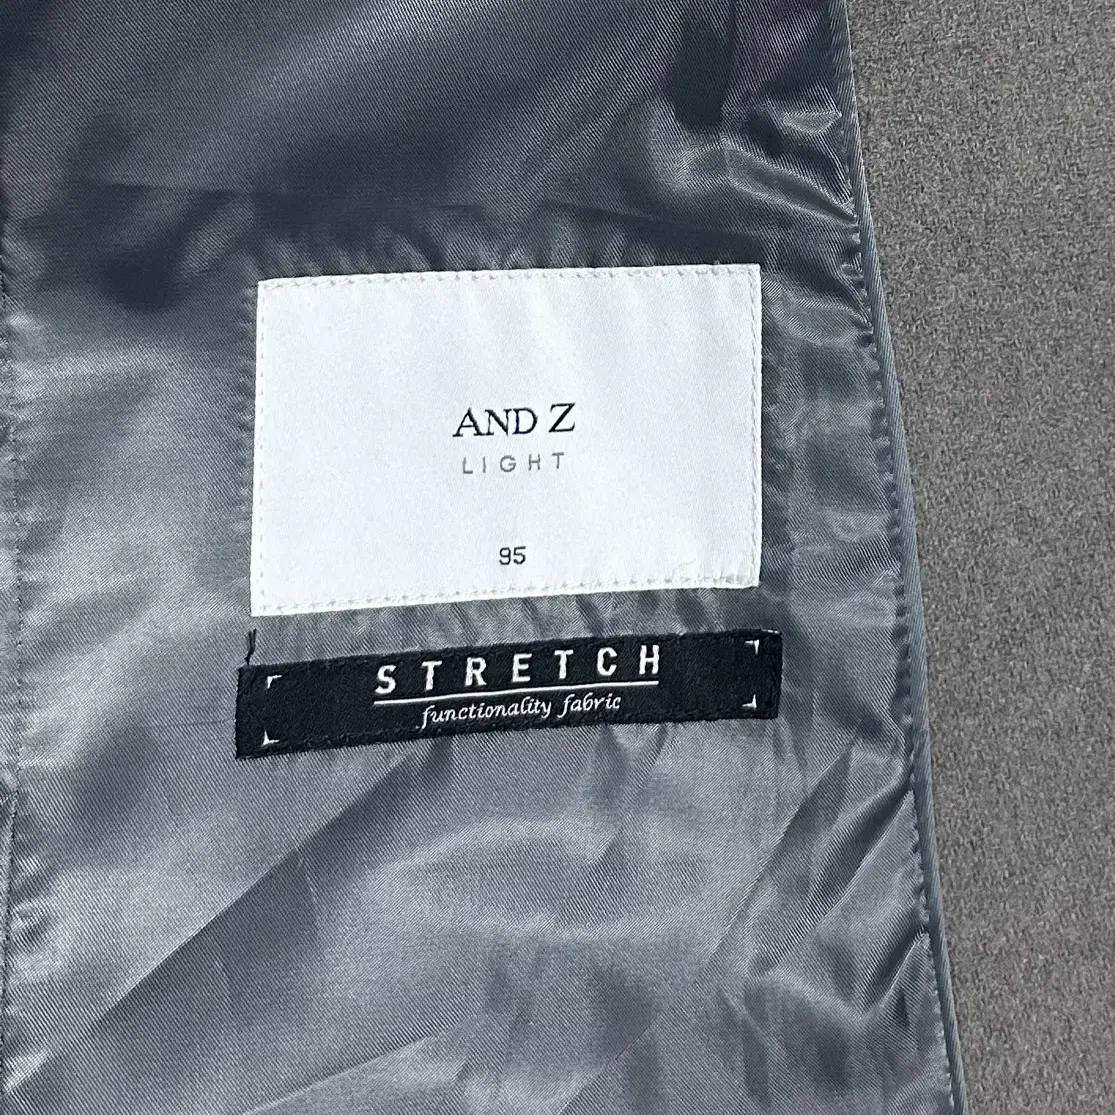 AND Z
LIGHT
95
STRETCH
functionality fabric